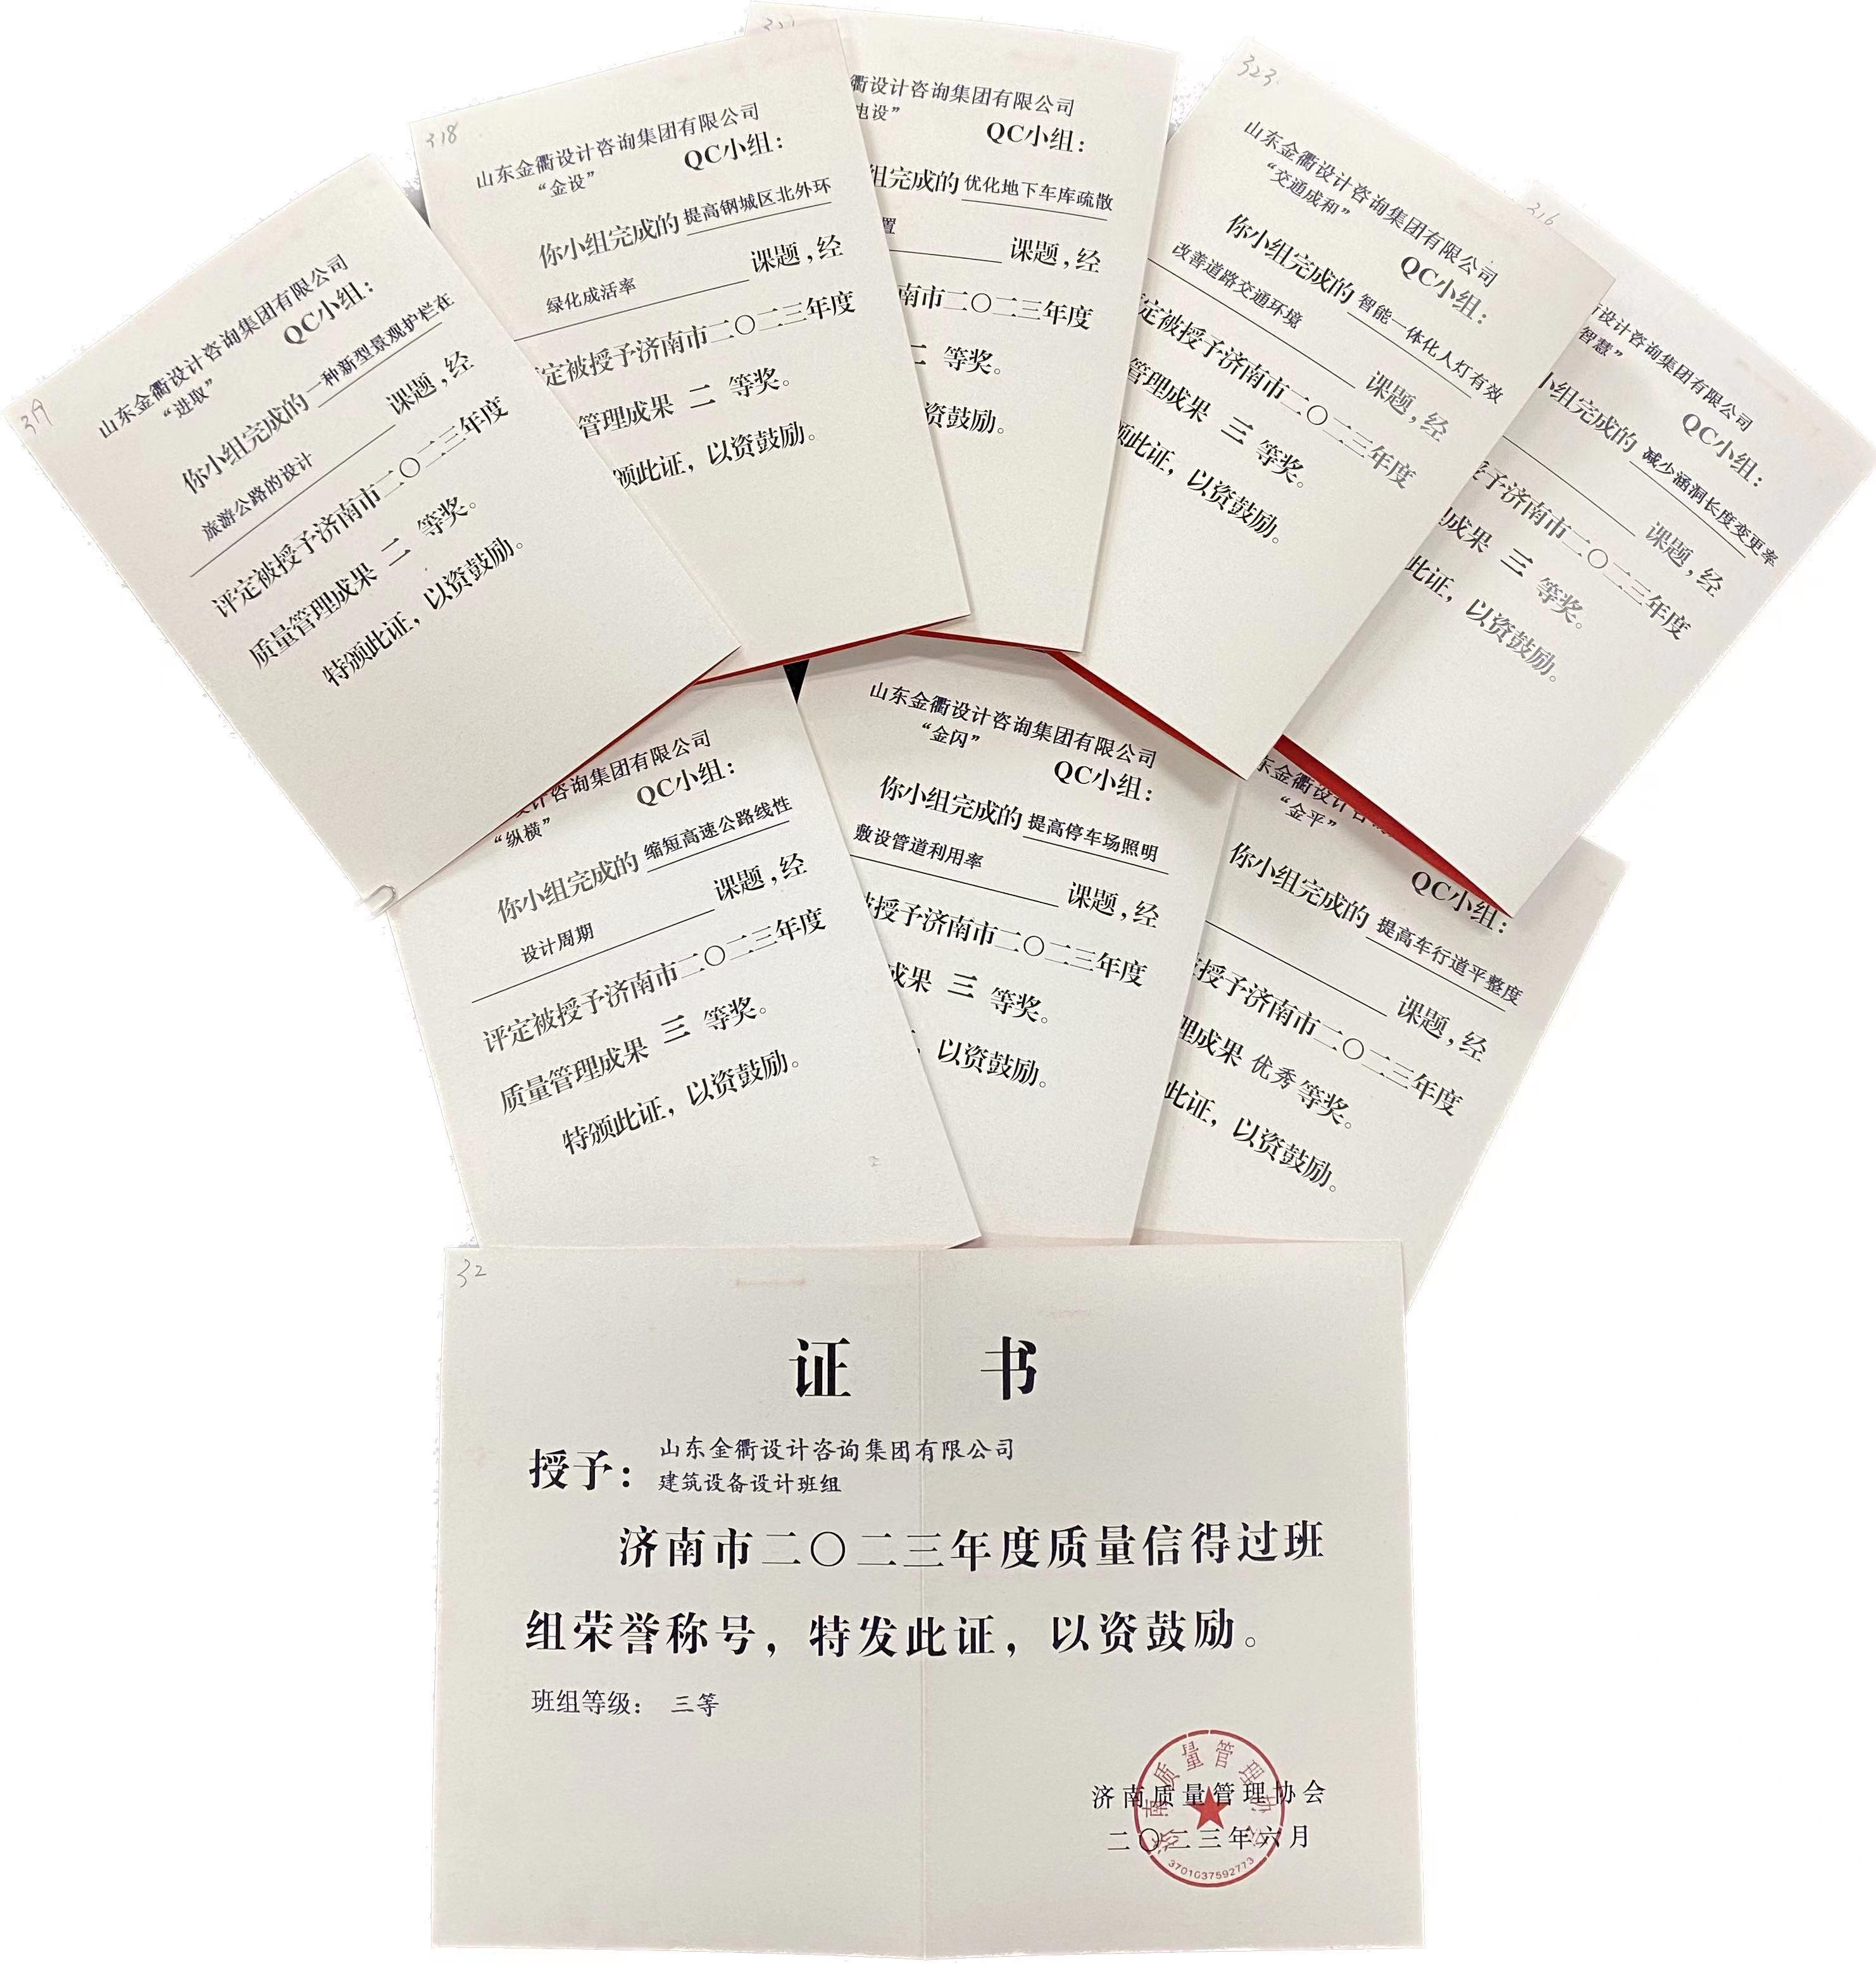 319
山东金衢设计咨询集团有限公司
“进取”
QC小组：
你小组完成的 一种新型景观护栏在
旅游公路的设计 课题，经
评定被授予济南市二〇二三年度
质量管理成果 二 等奖。
特颁此证，以资鼓励。
318
山东金衢设计咨询集团有限公司
“金设”
QC小组：
你小组完成的 提高钢城区北外环
绿化成活率 课题，经
定被授予济南市二〇二三年度
管理成果 二 等奖。
颁此证，以资鼓励。
衢设计咨询集团有限公司
电设”
QC小组：
组完成的 优化地下车库疏散
置 课题，经
南市二〇二三年度
等奖。
资鼓励。
323
山东金衢设计咨询集团有限公司
“交通成和”
QC小组：
你小组完成的 智能一体化人灯有效
改善道路交通环境 课题，经
定被授予济南市二〇二三年度
管理成果 三 等奖。
颁此证，以资鼓励。
316
设计咨询集团有限公司
智慧”
QC小组：
小组完成的 减少涵洞长度变更率
课题，经
予济南市二〇二三年度
成果 三 等奖。
此证，以资鼓励。
计咨询集团有限公司
“纵横”
QC小组：
你小组完成的 缩短高速公路线性
设计周期 课题，经
评定被授予济南市二〇二三年度
质量管理成果 三 等奖。
特颁此证，以资鼓励。
山东金衢设计咨询集团有限公司
“金闪”
QC小组：
你小组完成的 提高停车场照明
敷设管道利用率 课题，经
授予济南市二〇二三年度
成果 三 等奖。
，以资鼓励。
东金衢设计
“金平”
QC小组：
你小组完成的 提高车行道平整度
课题，经
授予济南市二〇二三年度
理成果 优秀 等奖。
此证，以资鼓励。
32
证 书
授予：山东金衢设计咨询集团有限公司
建筑设备设计班组
济南市二〇二三年度质量信得过班
组荣誉称号，特发此证，以资鼓励。
班组等级： 三等
济南质量管理协会
二〇二三年六月
济南质量管理协会
3701037592773